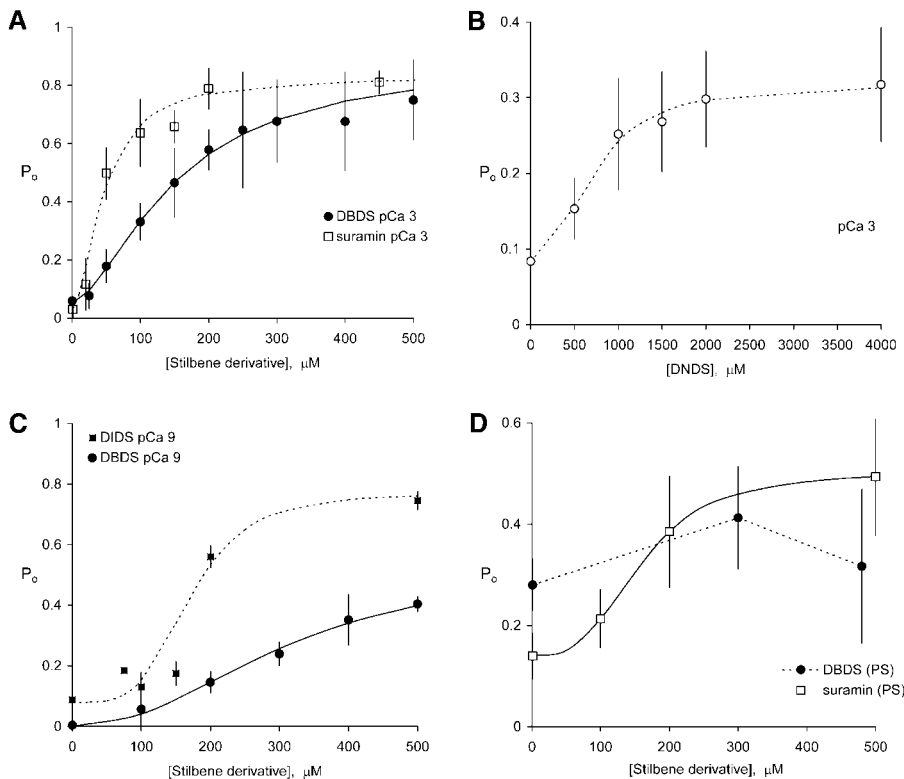 A
1
0.8
0.6
Pₒ
0.4
0.2
0
DBDS pCa 3
suramin pCa 3
0 100 200 300 400 500
[Stilbene derivative], μM
B
0.4
0.3
Pₒ
0.2
0.1
0
pCa 3
0 500 1000 1500 2000 2500 3000 3500 4000
[DNDS], μM
C
DIDS pCa 9
DBDS pCa 9
1
0.8
0.6
Pₒ
0.4
0.2
0
0 100 200 300 400 500
[Stilbene derivative], μM
D
0.6
0.4
Pₒ
0.2
0
DBDS (PS)
suramin (PS)
0 100 200 300 400 500
[Stilbene derivative], μM